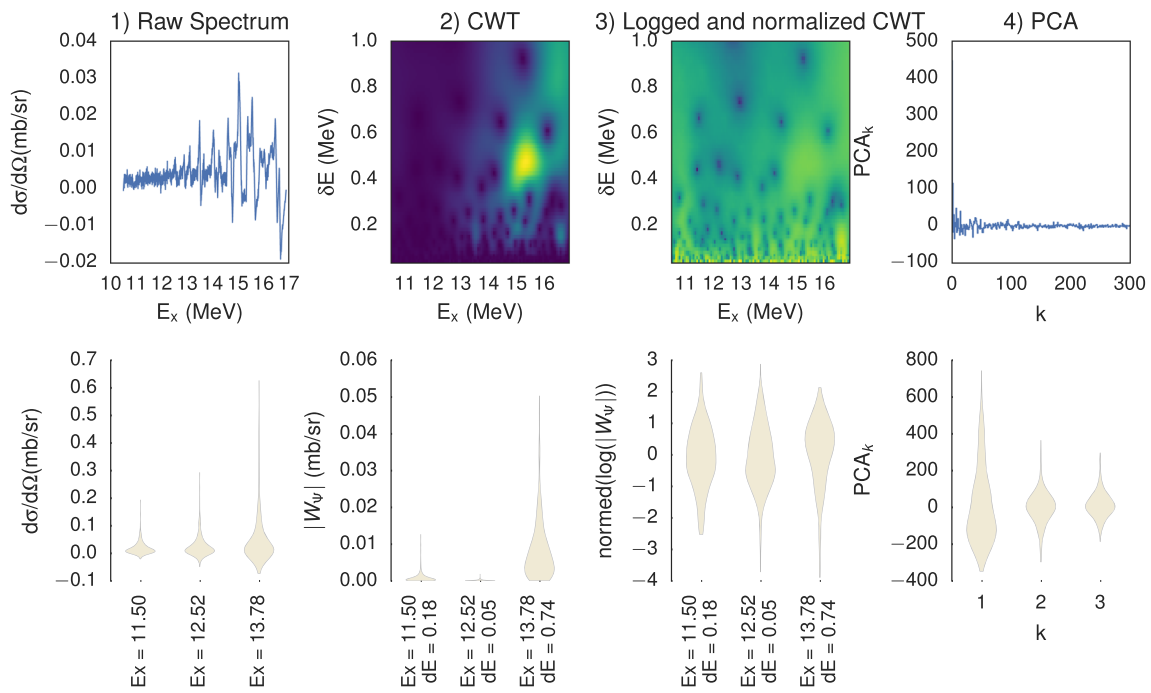 1) Raw Spectrum
2) CWT
3) Logged and normalized CWT
4) PCA
dσ/dΩ(mb/sr)
0.04
0.03
0.02
0.01
0.00
−0.01
−0.02
10 11 12 13 14 15 16 17
Eₓ (MeV)
δE (MeV)
1.0
0.8
0.6
0.4
0.2
11 12 13 14 15 16
Eₓ (MeV)
δE (MeV)
1.0
0.8
0.6
0.4
0.2
11 12 13 14 15 16
Eₓ (MeV)
PCAₖ
500
400
300
200
100
0
−100
0 100 200 300
k
dσ/dΩ(mb/sr)
0.7
0.6
0.5
0.4
0.3
0.2
0.1
0.0
−0.1
Ex = 11.50
Ex = 12.52
Ex = 13.78
|W_Ψ| (mb/sr)
0.06
0.05
0.04
0.03
0.02
0.01
0.00
Ex = 11.50
dE = 0.18
Ex = 12.52
dE = 0.05
Ex = 13.78
dE = 0.74
normed(log(|W_Ψ|))
3
2
1
0
−1
−2
−3
−4
Ex = 11.50
dE = 0.18
Ex = 12.52
dE = 0.05
Ex = 13.78
dE = 0.74
PCAₖ
800
600
400
200
0
−200
−400
1 2 3
k